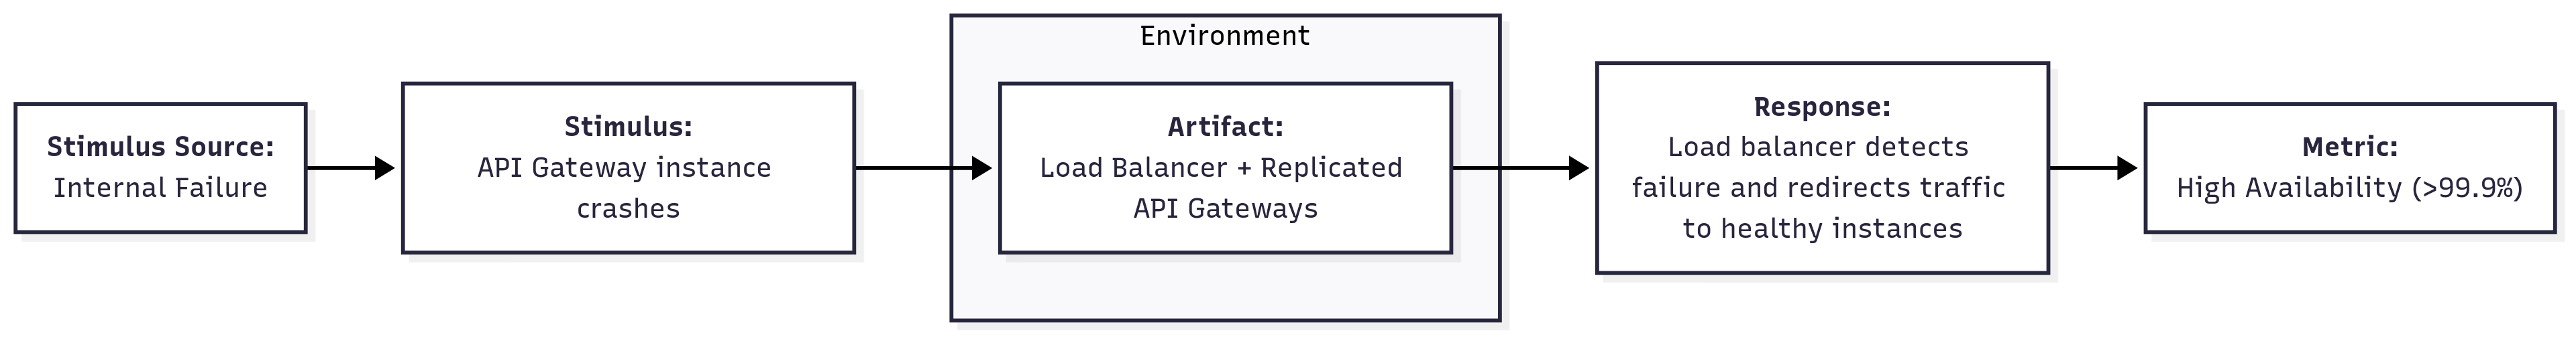 Stimulus Source:
Internal Failure
Stimulus:
API Gateway instance
crashes
Environment
Artifact:
Load Balancer + Replicated
API Gateways
Response:
Load balancer detects
failure and redirects traffic
to healthy instances
Metric:
High Availability (>99.9%)